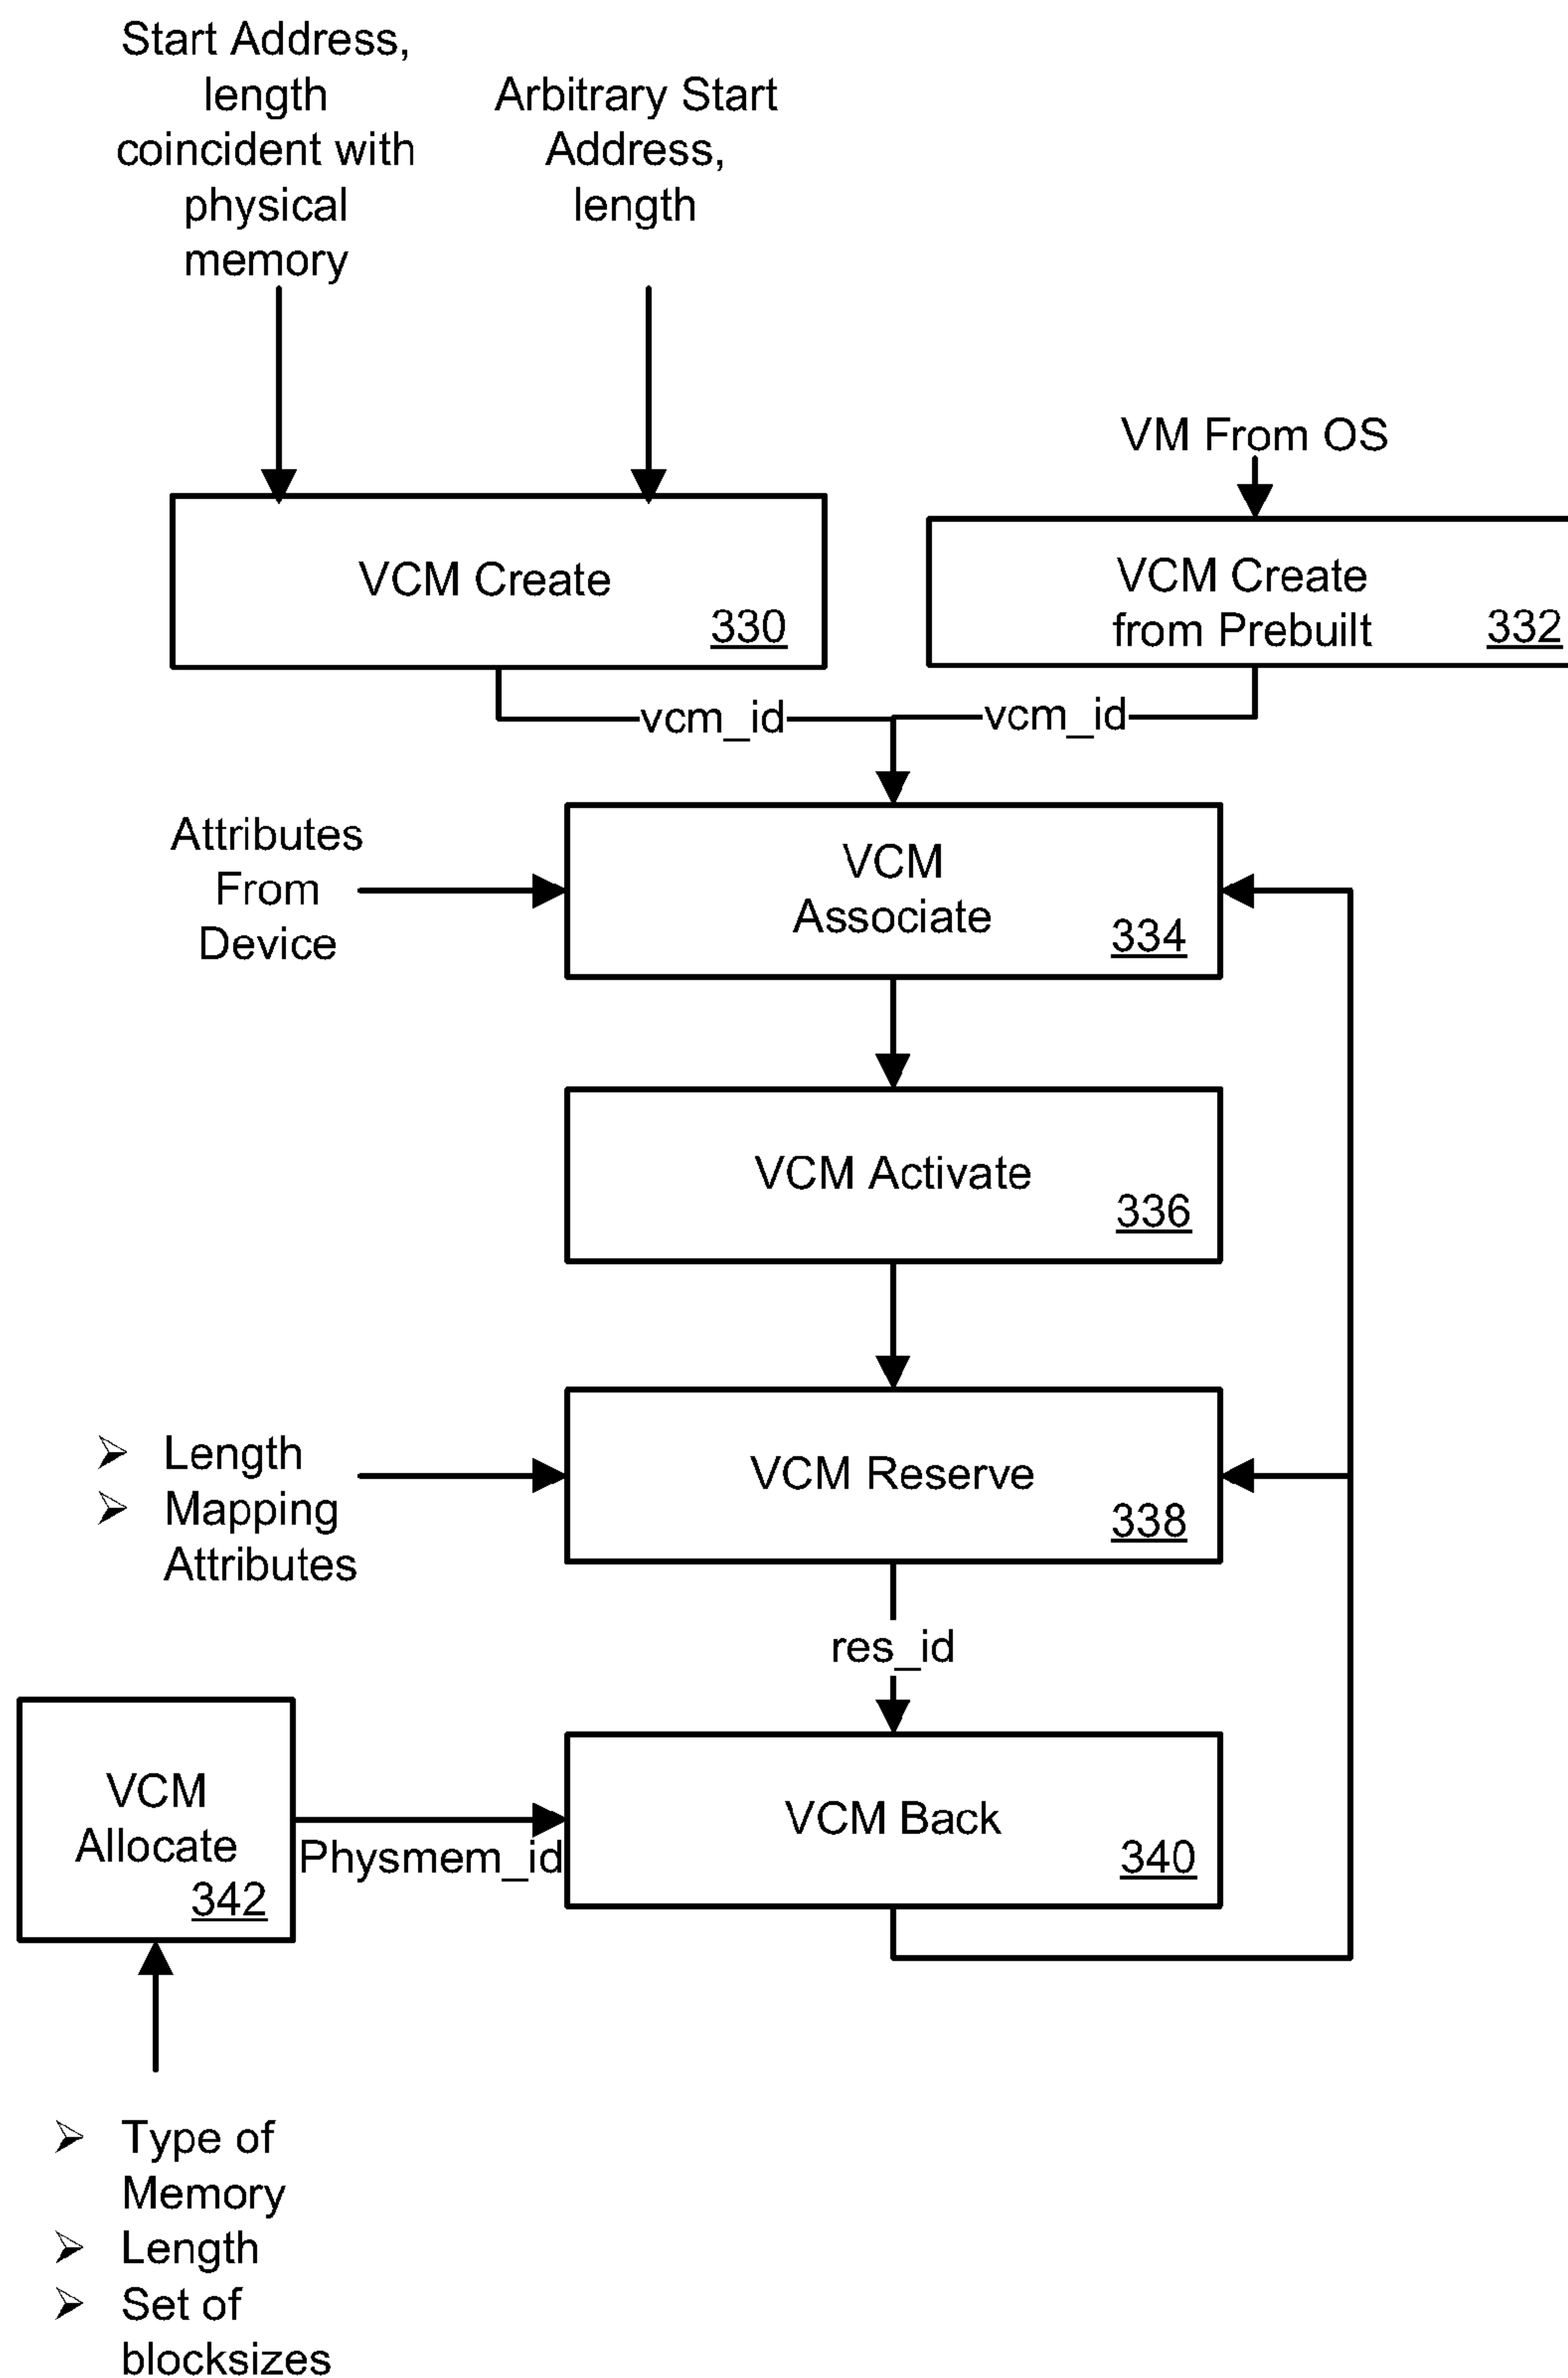 Start Address,
length
coincident with
physical
memory
Arbitrary Start
Address,
length
VM From OS
VCM Create
330
VCM Create
from Prebuilt
332
vcm_id
vcm_id
Attributes
From
Device
VCM
Associate
334
VCM Activate
336
➢ Length
➢ Mapping
Attributes
VCM Reserve
338
res_id
VCM
Allocate
342
Physmem_id
VCM Back
340
➢ Type of
Memory
➢ Length
➢ Set of
blocksizes